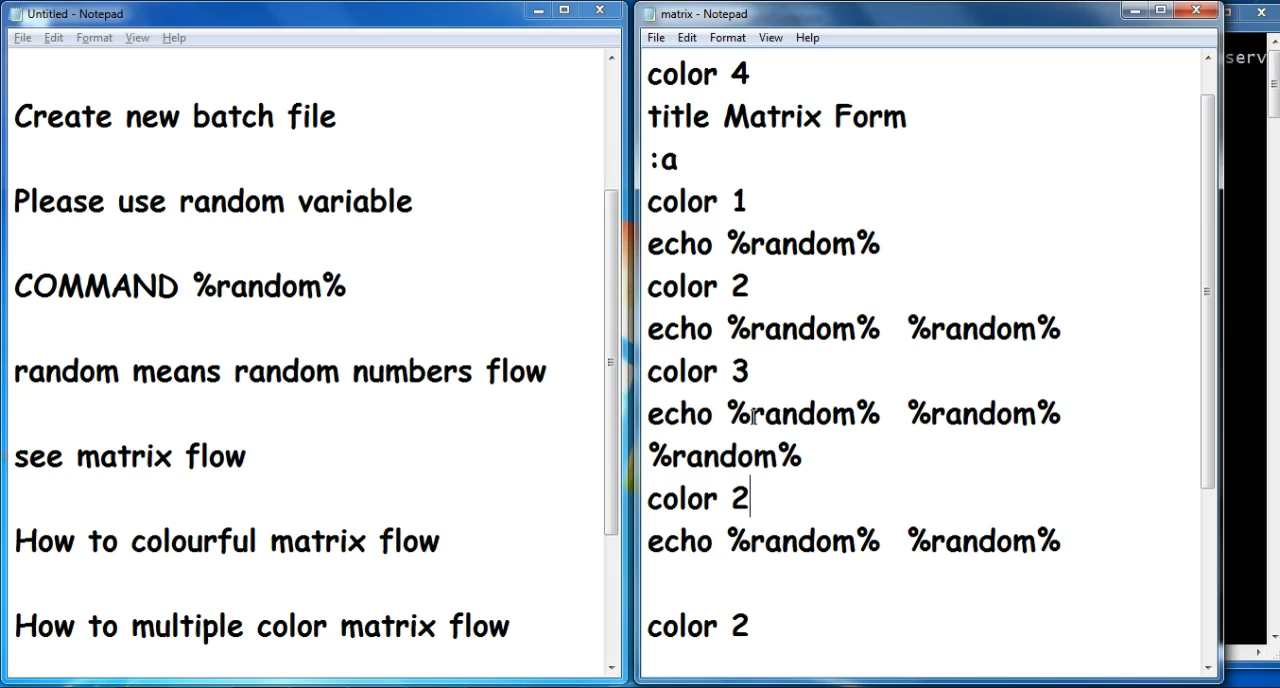 Untitled - Notepad
File Edit Format View Help
Create new batch file
Please use random variable
COMMAND %random%
random means random numbers flow
see matrix flow
How to colourful matrix flow
How to multiple color matrix flow
matrix - Notepad
File Edit Format View Help
color 4
title Matrix Form
:a
color 1
echo %random%
color 2
echo %random% %random%
color 3
echo %random% %random%
%random%
color 2
echo %random% %random%
color 2
serv